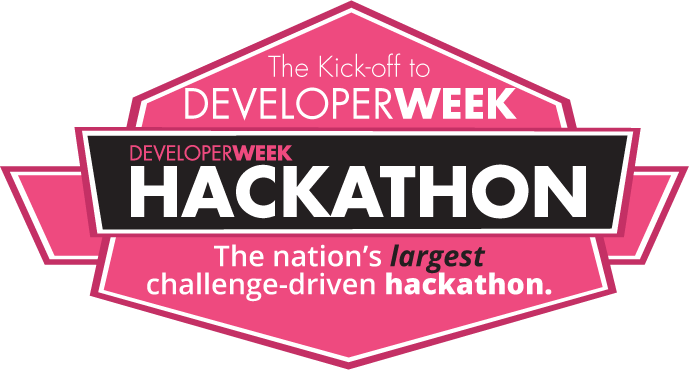 The Kick-off to
DEVELOPERWEEK
DEVELOPERWEEK
HACKATHON
The nation's largest
challenge-driven hackathon.